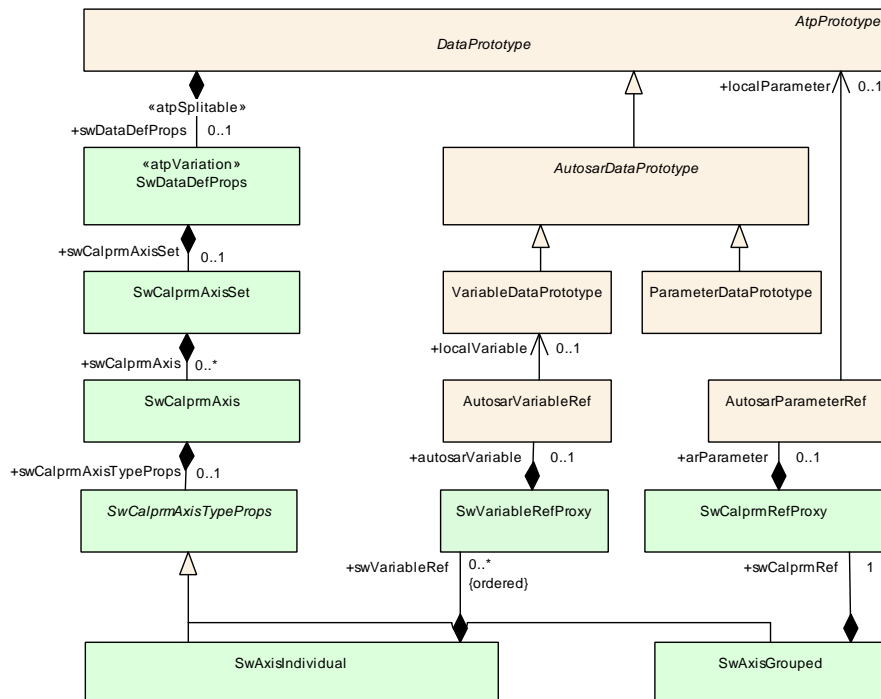 AtpPrototype
DataPrototype
+localParameter 0..1
«atpSplitable»
+swDataDefProps 0..1
«atpVariation»
SwDataDefProps
AutosarDataPrototype
+swCalprmAxisSet 0..1
SwCalprmAxisSet
VariableDataPrototype
ParameterDataPrototype
+localVariable 0..1
+swCalprmAxis 0..*
SwCalprmAxis
AutosarVariableRef
AutosarParameterRef
+swCalprmAxisTypeProps 0..1
+autosarVariable 0..1
+arParameter 0..1
SwCalprmAxisTypeProps
SwVariableRefProxy
SwCalprmRefProxy
+swVariableRef 0..*
{ordered}
+swCalprmRef 1
SwAxisIndividual
SwAxisGrouped